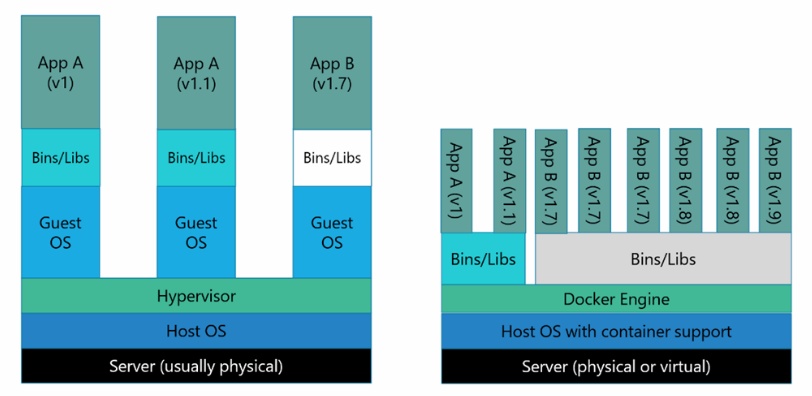 App A
(v1)
App A
(v1.1)
App B
(v1.7)
Bins/Libs
Bins/Libs
Bins/Libs
Guest
OS
Guest
OS
Guest
OS
Hypervisor
Host OS
Server (usually physical)
App A (v1)
App A (v1.1)
App B (v1.7)
App B (v1.7)
App B (v1.7)
App B (v1.8)
App B (v1.8)
App B (v1.9)
Bins/Libs
Bins/Libs
Docker Engine
Host OS with container support
Server (physical or virtual)